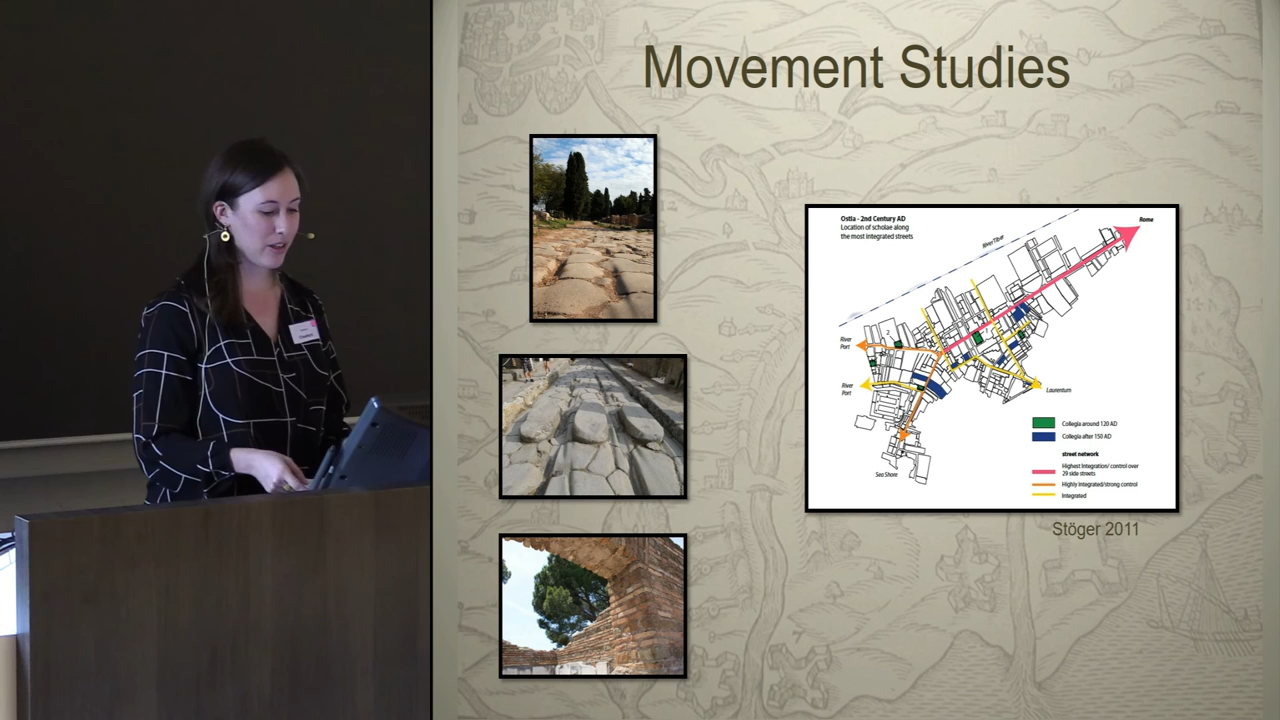 Movement Studies
Ostia - 2nd Century AD
Location of scholae along
the most integrated streets
River Tiber
Rome
River
Port
2
River
Port
Laurentum
Sea Shore
Collegia around 120 AD
Collegia after 150 AD
street network
Highest Integration/ control over
29 side streets
Highly integrated/strong control
Integrated
Stöger 2011